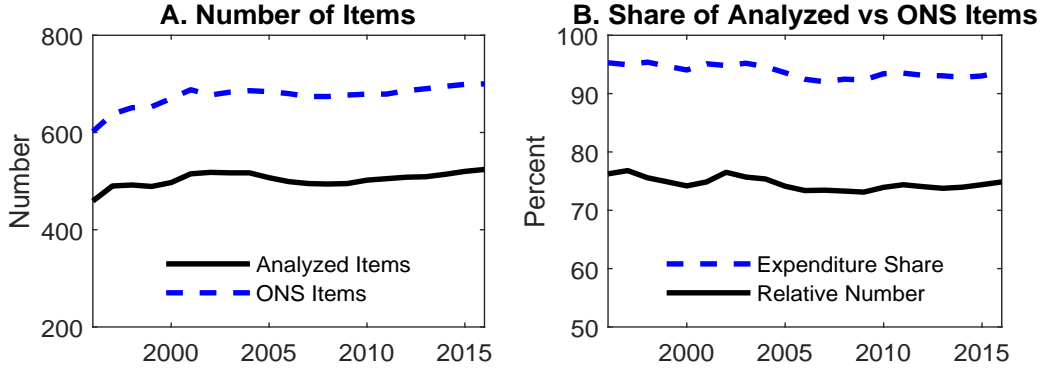 A. Number of Items
800
600
400
200
Number
Analyzed Items
ONS Items
2000 2005 2010 2015
B. Share of Analyzed vs ONS Items
100
90
80
70
60
50
Percent
Expenditure Share
Relative Number
2000 2005 2010 2015